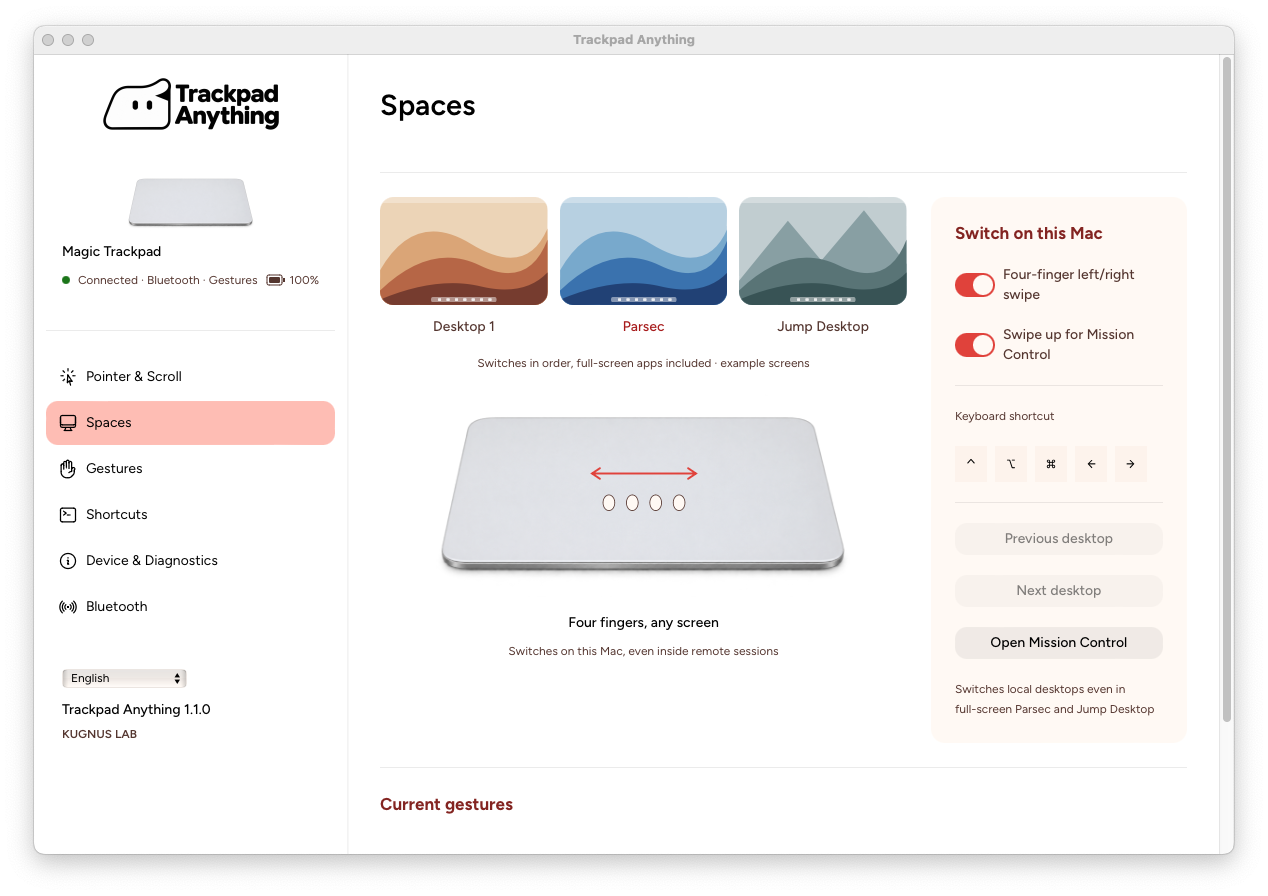 Trackpad Anything
Trackpad
Anything
Magic Trackpad
Connected · Bluetooth · Gestures 100%
Pointer & Scroll
Spaces
Gestures
Shortcuts
Device & Diagnostics
Bluetooth
English
Trackpad Anything 1.1.0
KUGNUS LAB
Spaces
Desktop 1
Parsec
Jump Desktop
Switches in order, full-screen apps included · example screens
Four fingers, any screen
Switches on this Mac, even inside remote sessions
Switch on this Mac
Four-finger left/right
swipe
Swipe up for Mission
Control
Keyboard shortcut
^ ⌥ ⌘ ← →
Previous desktop
Next desktop
Open Mission Control
Switches local desktops even in
full-screen Parsec and Jump Desktop
Current gestures